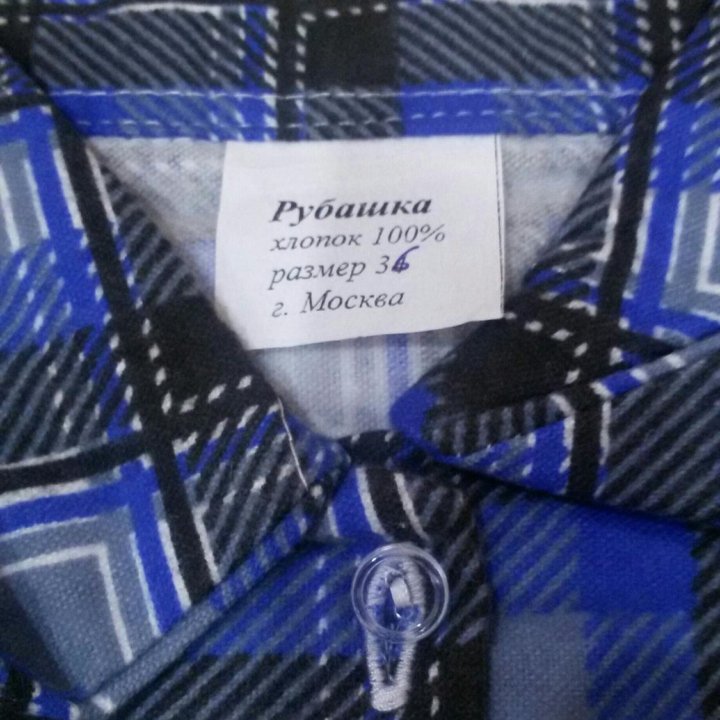 Рубашка
хлопок 100%
размер 36
г. Москва